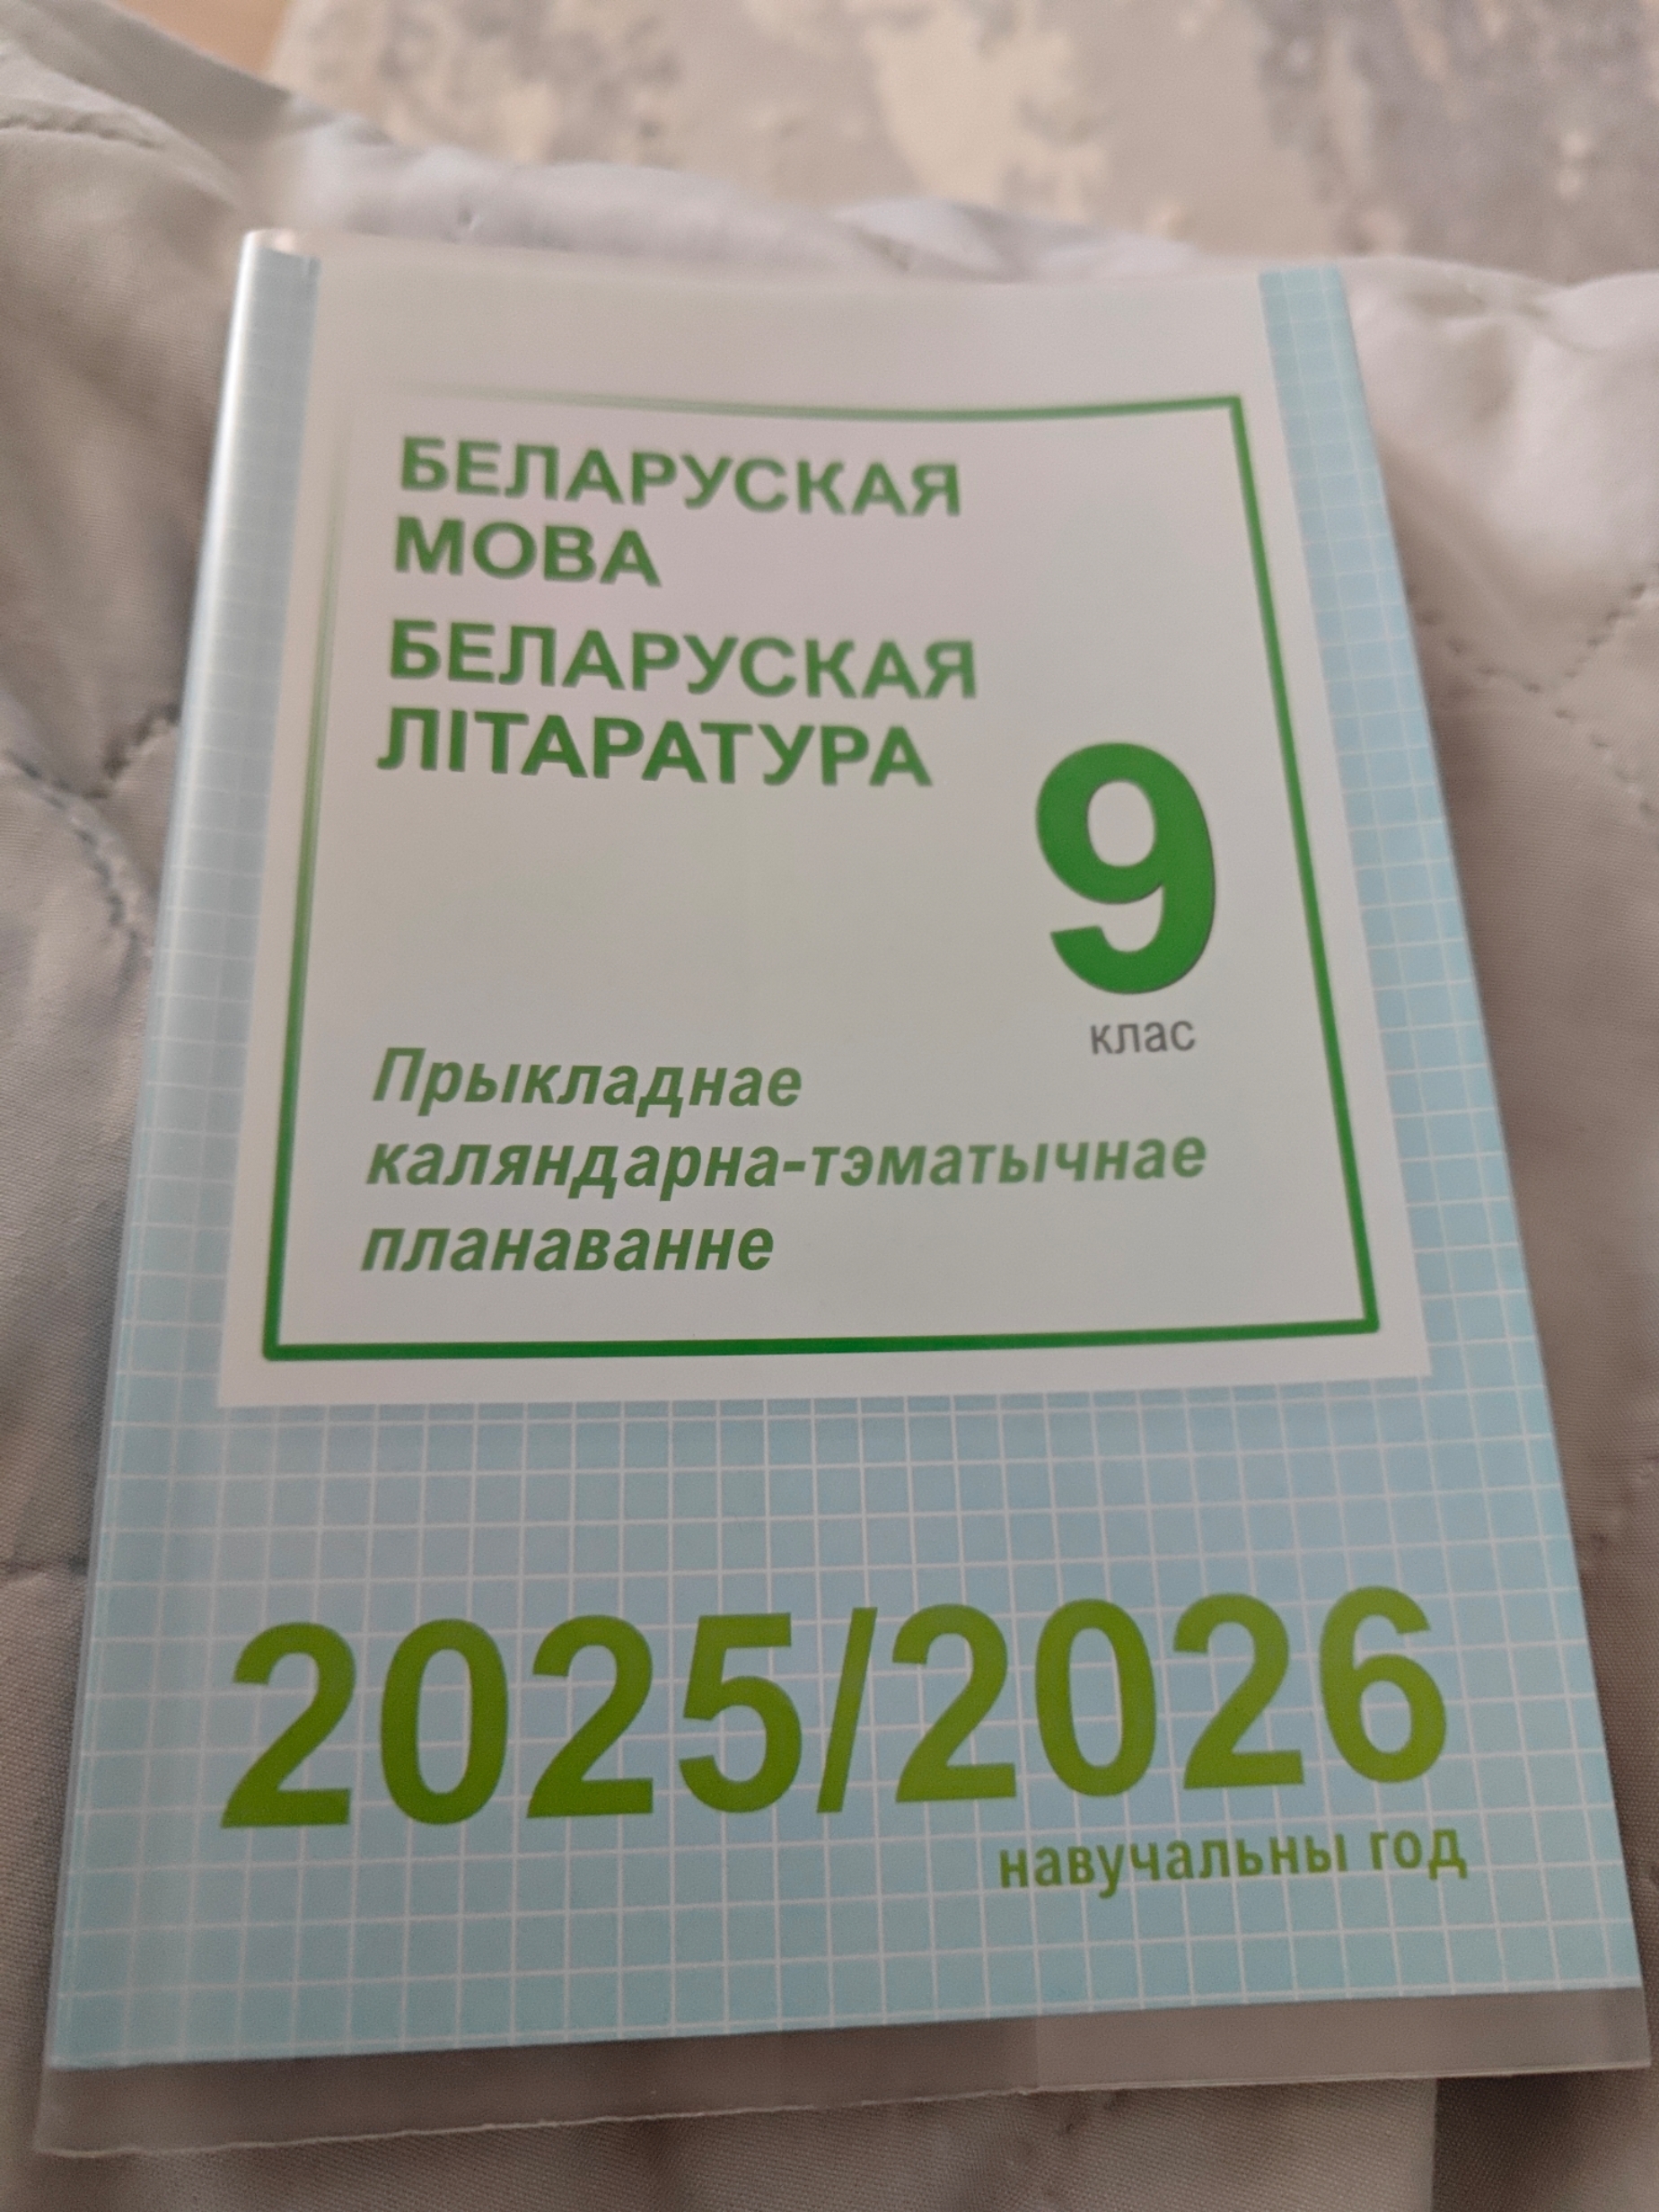 БЕЛАРУСКАЯ
МОВА
БЕЛАРУСКАЯ
ЛІТАРАТУРА
9
клас
Прыкладнае
каляндарна-тэматычнае
планаванне
2025/2026
навучальны год